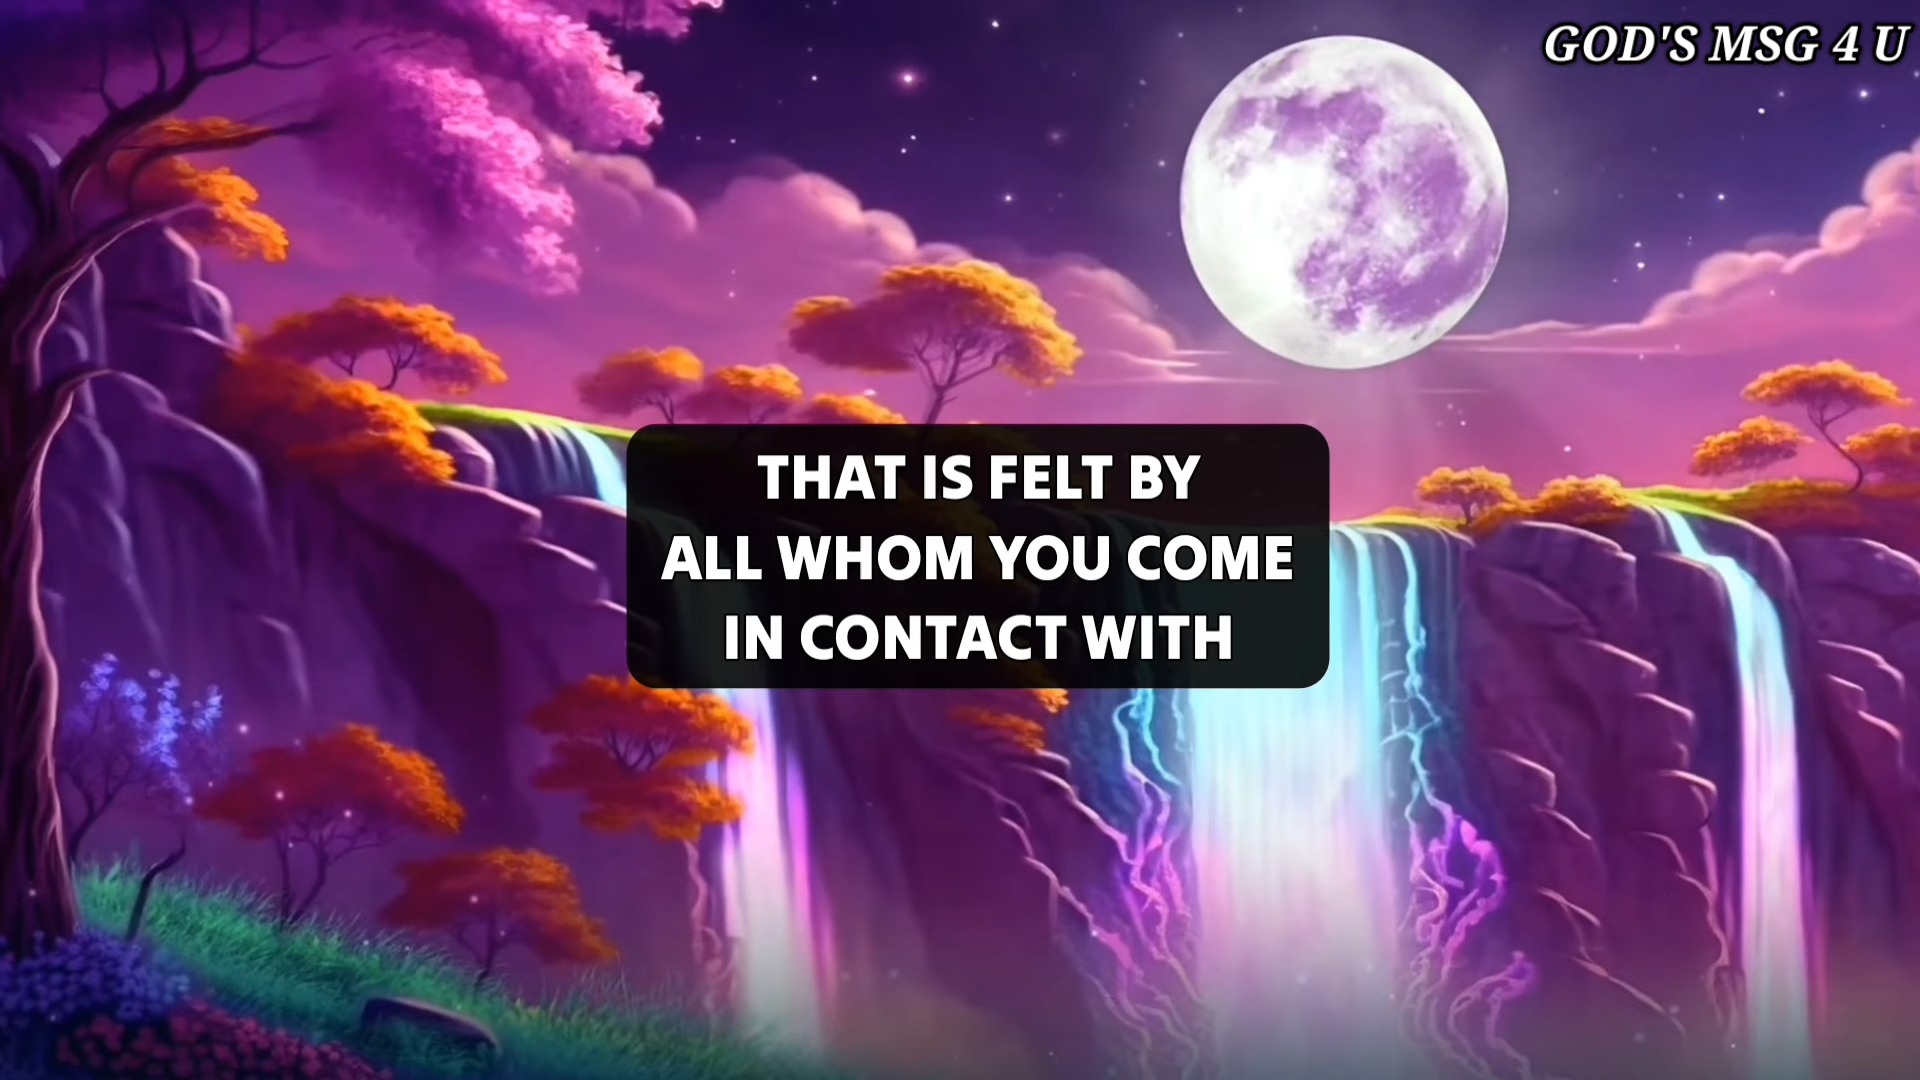 GOD'S MSG 4 U
THAT IS FELT BY
ALL WHOM YOU COME
IN CONTACT WITH